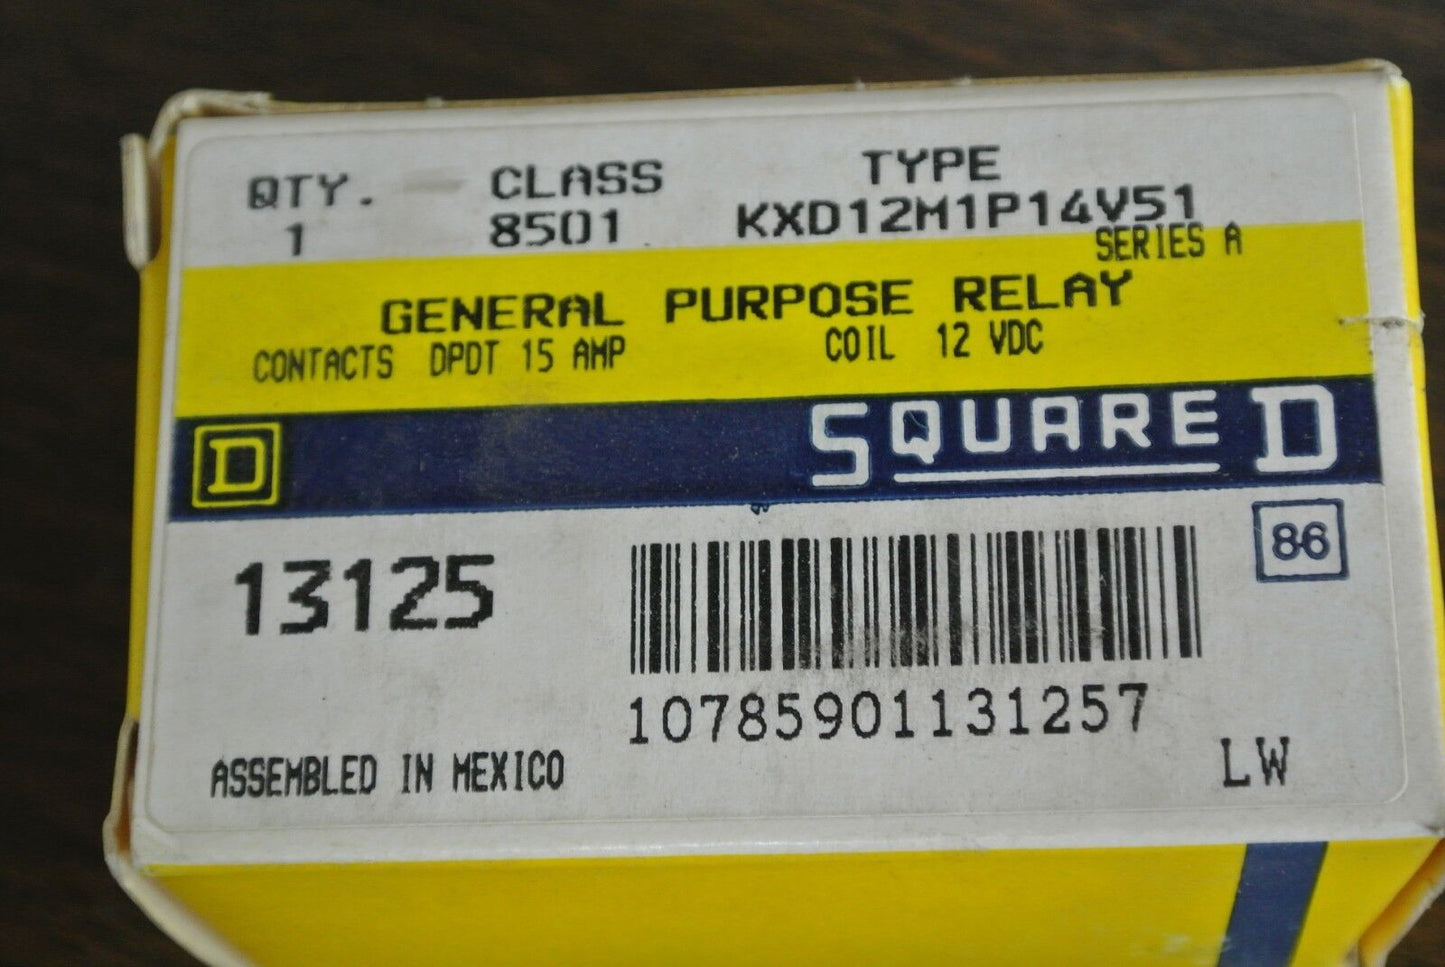 QTY. CLASS TYPE
1 8501 KXD12M1P14V51
SERIES A
GENERAL PURPOSE RELAY
CONTACTS DPDT 15 AMP COIL 12 VDC
D SQUARE D
86
13125
10785901131257
ASSEMBLED IN MEXICO LW